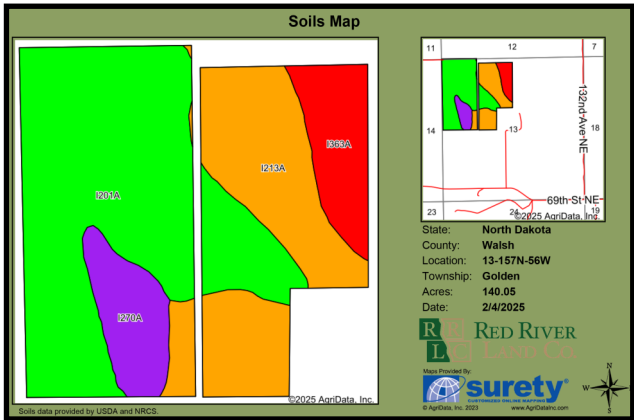 Soils Map
I363A
I213A
I201A
I270A
©2025 AgriData, Inc.
Soils data provided by USDA and NRCS.
11
12
7
132nd Ave NE
14
13
18
69th St NE
23
24
19
©2025 AgriData, Inc.
State: North Dakota
County: Walsh
Location: 13-157N-56W
Township: Golden
Acres: 140.05
Date: 2/4/2025
R E
L C
RED RIVER
LAND CO.
Maps Provided By:
surety®
CUSTOMIZED ONLINE MAPPING
© AgriData, Inc. 2023 www.AgriDataInc.com
N
W E
S